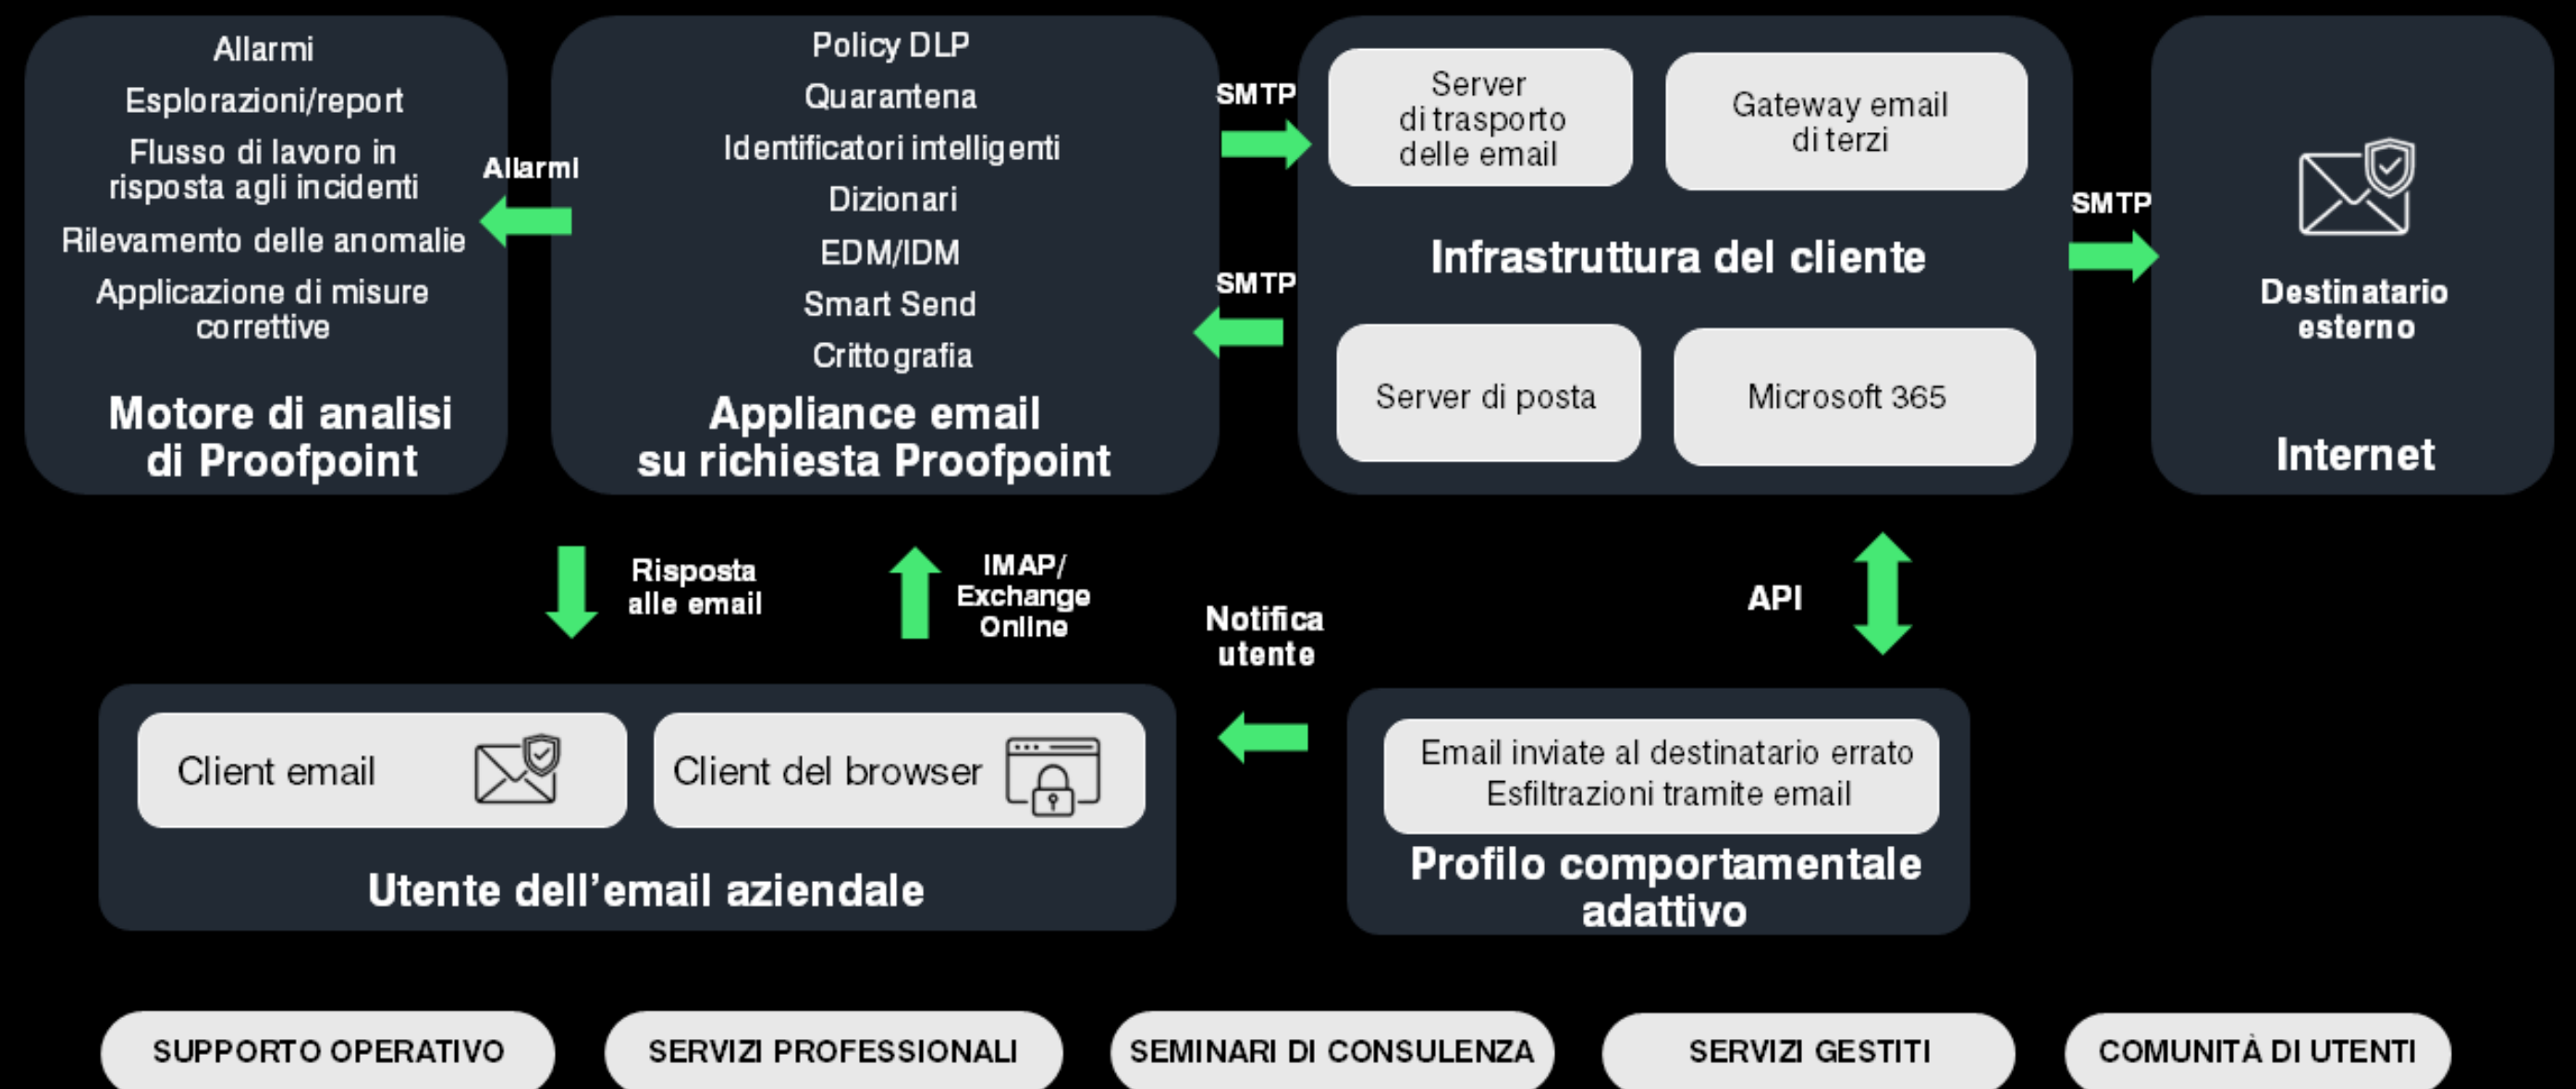 Allarmi
Esplorazioni/report
Flusso di lavoro in
risposta agli incidenti
Rilevamento delle anomalie
Applicazione di misure
correttive
Motore di analisi
di Proofpoint
Allarmi
Policy DLP
Quarantena
Identificatori intelligenti
Dizionari
EDM/IDM
Smart Send
Crittografia
Appliance email
su richiesta Proofpoint
SMTP
SMTP
Server
di trasporto
delle email
Gateway email
di terzi
Infrastruttura del cliente
Server di posta
Microsoft 365
SMTP
Destinatario
esterno
Internet
Risposta
alle email
IMAP/
Exchange
Online
Notifica
utente
API
Client email
Client del browser
Utente dell’email aziendale
Email inviate al destinatario errato
Esfiltrazioni tramite email
Profilo comportamentale
adattivo
SUPPORTO OPERATIVO
SERVIZI PROFESSIONALI
SEMINARI DI CONSULENZA
SERVIZI GESTITI
COMUNITÀ DI UTENTI